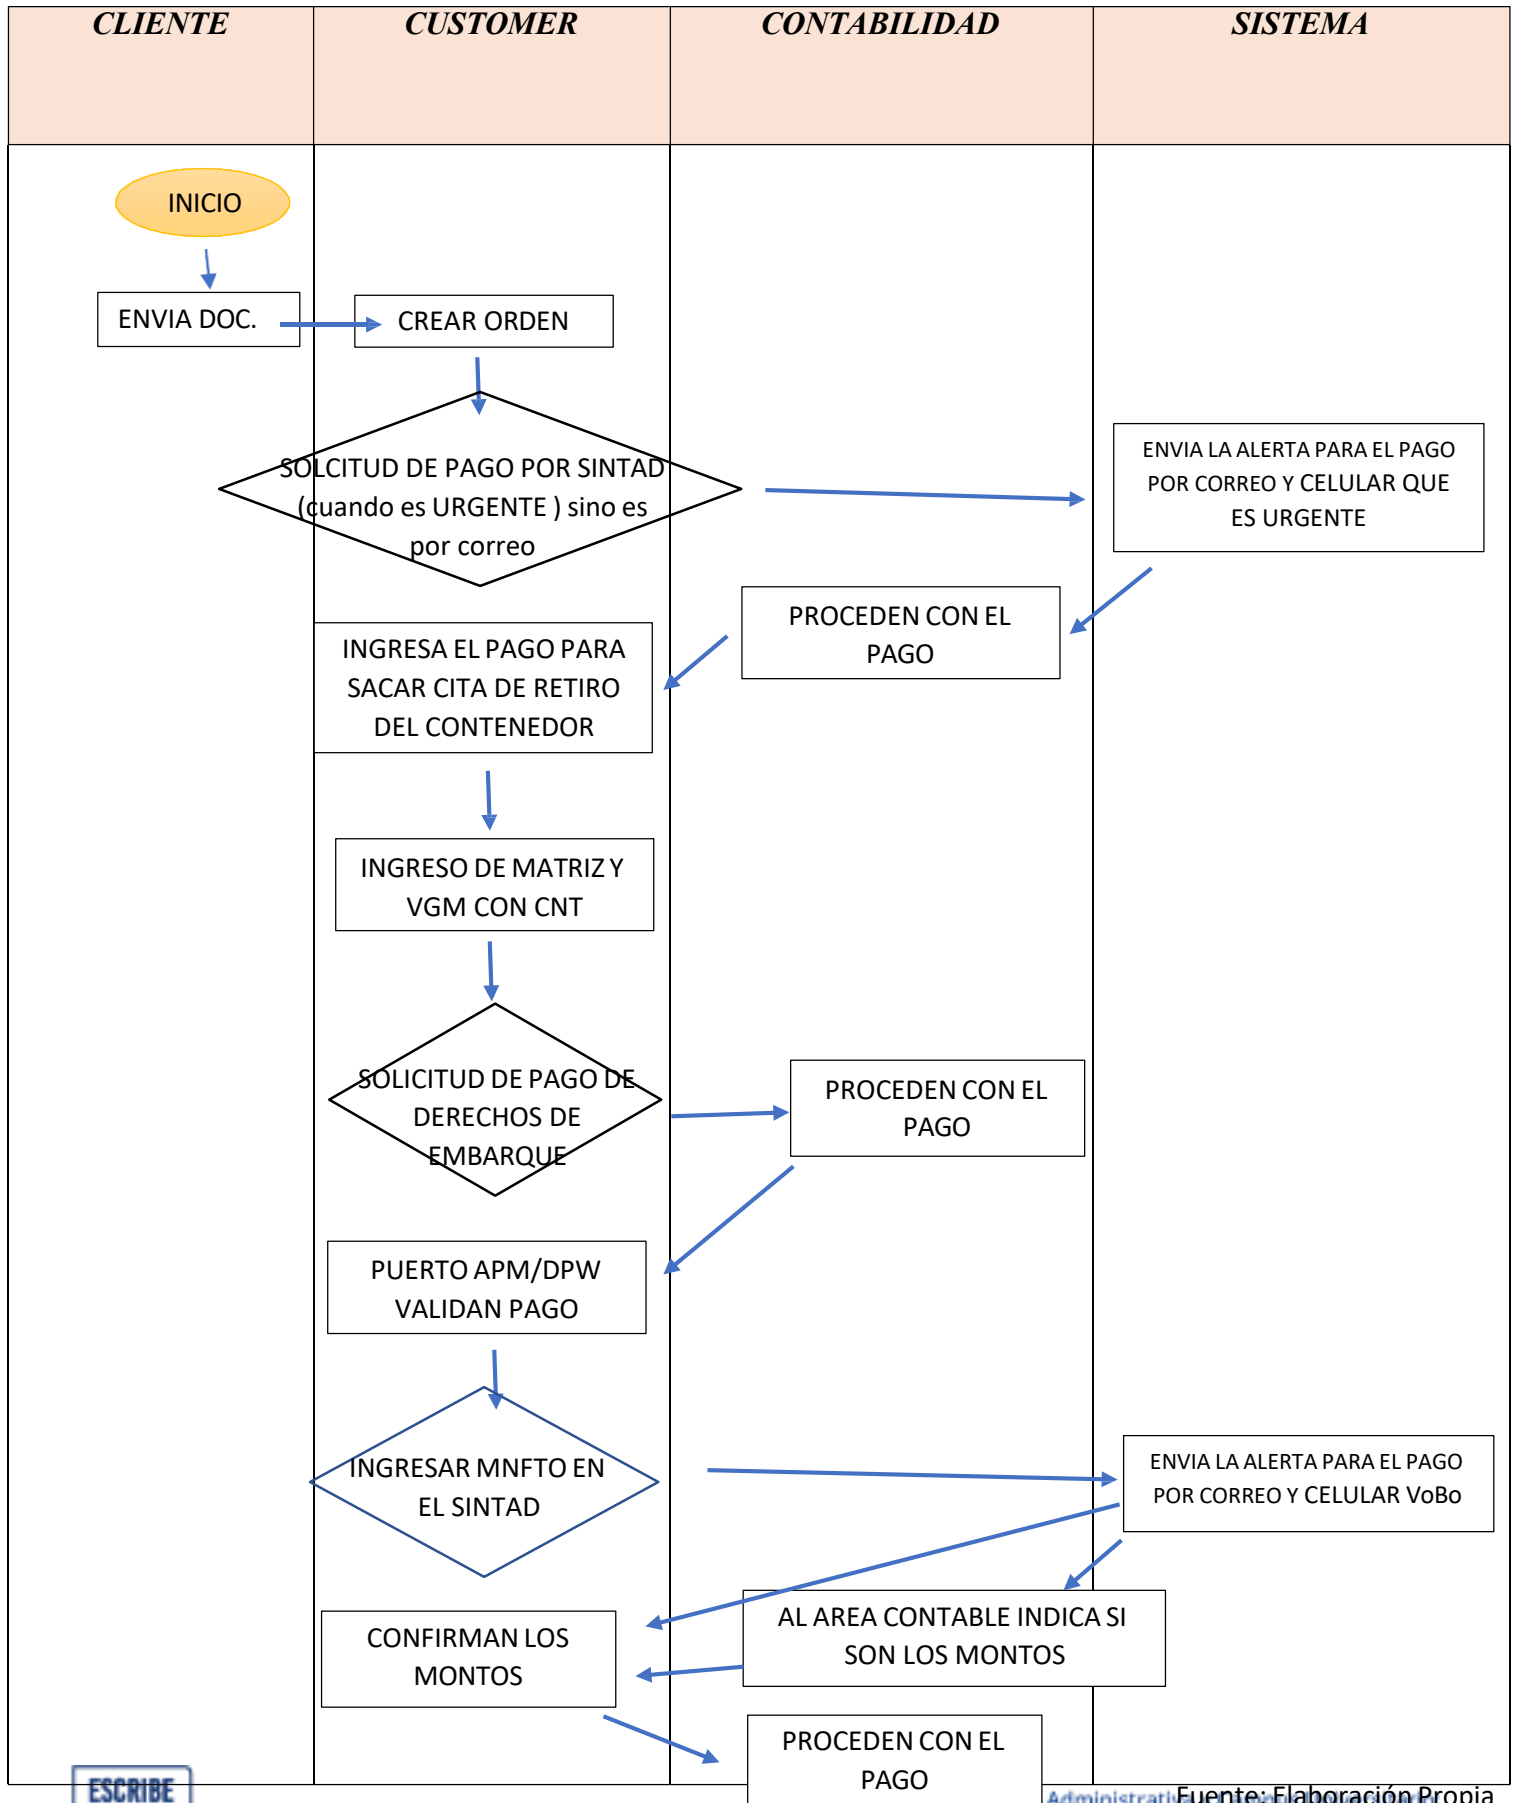 CLIENTE
CUSTOMER
CONTABILIDAD
SISTEMA
INICIO
ENVIA DOC.
CREAR ORDEN
SOLCITUD DE PAGO POR SINTAD
(cuando es URGENTE ) sino es
por correo
ENVIA LA ALERTA PARA EL PAGO
POR CORREO Y CELULAR QUE
ES URGENTE
PROCEDEN CON EL
PAGO
INGRESA EL PAGO PARA
SACAR CITA DE RETIRO
DEL CONTENEDOR
INGRESO DE MATRIZ Y
VGM CON CNT
SOLICITUD DE PAGO DE
DERECHOS DE
EMBARQUE
PROCEDEN CON EL
PAGO
PUERTO APM/DPW
VALIDAN PAGO
INGRESAR MNFTO EN
EL SINTAD
ENVIA LA ALERTA PARA EL PAGO
POR CORREO Y CELULAR VoBo
AL AREA CONTABLE INDICA SI
SON LOS MONTOS
CONFIRMAN LOS
MONTOS
PROCEDEN CON EL
PAGO
ESCRIBE
Fuente: Elaboración Propia